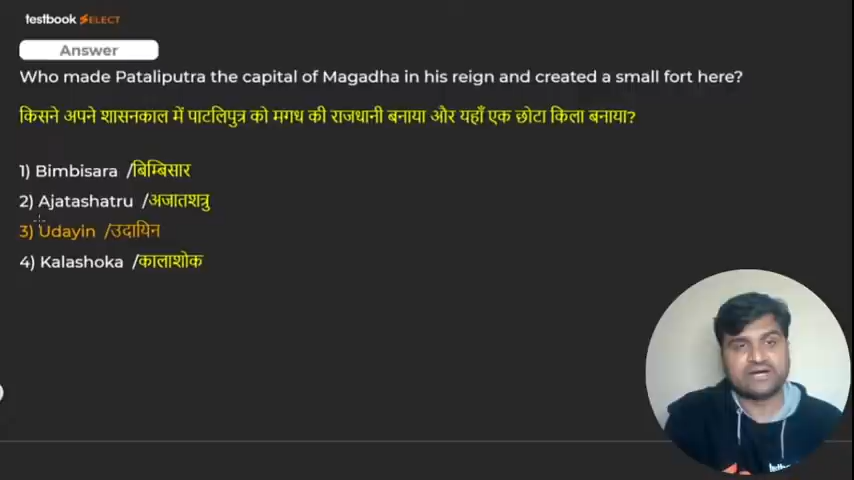 testbook SELECT
Answer
Who made Pataliputra the capital of Magadha in his reign and created a small fort here?
किसने अपने शासनकाल में पाटलिपुत्र को मगध की राजधानी बनाया और यहाँ एक छोटा किला बनाया?
1) Bimbisara /बिम्बिसार
2) Ajatashatru /अजातशत्रु
3) Udayin /उदायिन
4) Kalashoka /कालाशोक